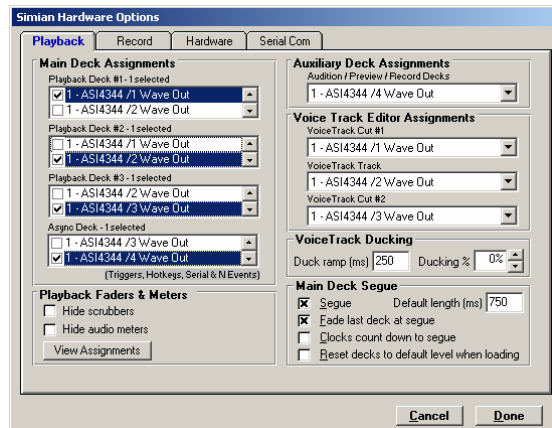 Simian Hardware Options
Playback
Record
Hardware
Serial Com
Main Deck Assignments
Playback Deck #1 - 1 selected
1 - ASI4344 /1 Wave Out
1 - ASI4344 /2 Wave Out
Playback Deck #2 - 1 selected
1 - ASI4344 /1 Wave Out
1 - ASI4344 /2 Wave Out
Playback Deck #3 - 1 selected
1 - ASI4344 /2 Wave Out
1 - ASI4344 /3 Wave Out
Async Deck - 1 selected
1 - ASI4344 /3 Wave Out
1 - ASI4344 /4 Wave Out
(Triggers, Hotkeys, Serial & N Events)
Playback Faders & Meters
Hide scrubbers
Hide audio meters
View Assignments
Auxiliary Deck Assignments
Audition / Preview / Record Decks
1 - ASI4344 /4 Wave Out
Voice Track Editor Assignments
VoiceTrack Cut #1
1 - ASI4344 /1 Wave Out
VoiceTrack Track
1 - ASI4344 /2 Wave Out
VoiceTrack Cut #2
1 - ASI4344 /3 Wave Out
VoiceTrack Ducking
Duck ramp (ms) 250 Ducking % 0%
Main Deck Segue
Segue Default length (ms) 750
Fade last deck at segue
Clocks count down to segue
Reset decks to default level when loading
Cancel
Done